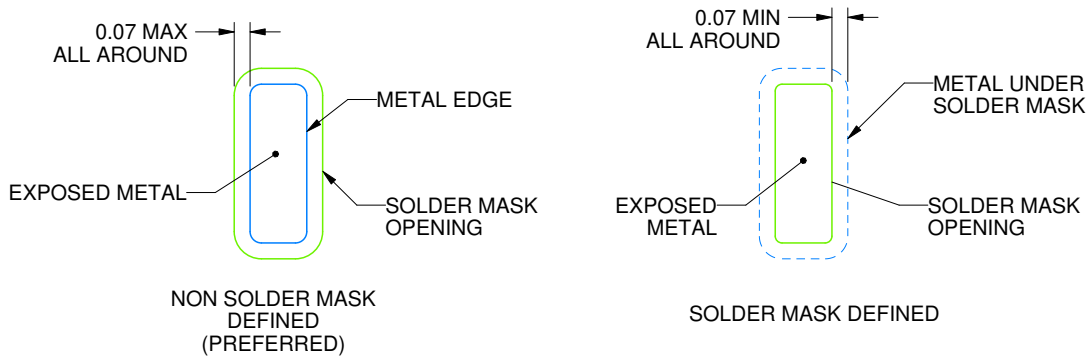 0.07 MAX
ALL AROUND
METAL EDGE
EXPOSED METAL
SOLDER MASK
OPENING
NON SOLDER MASK
DEFINED
(PREFERRED)
0.07 MIN
ALL AROUND
METAL UNDER
SOLDER MASK
EXPOSED
METAL
SOLDER MASK
OPENING
SOLDER MASK DEFINED